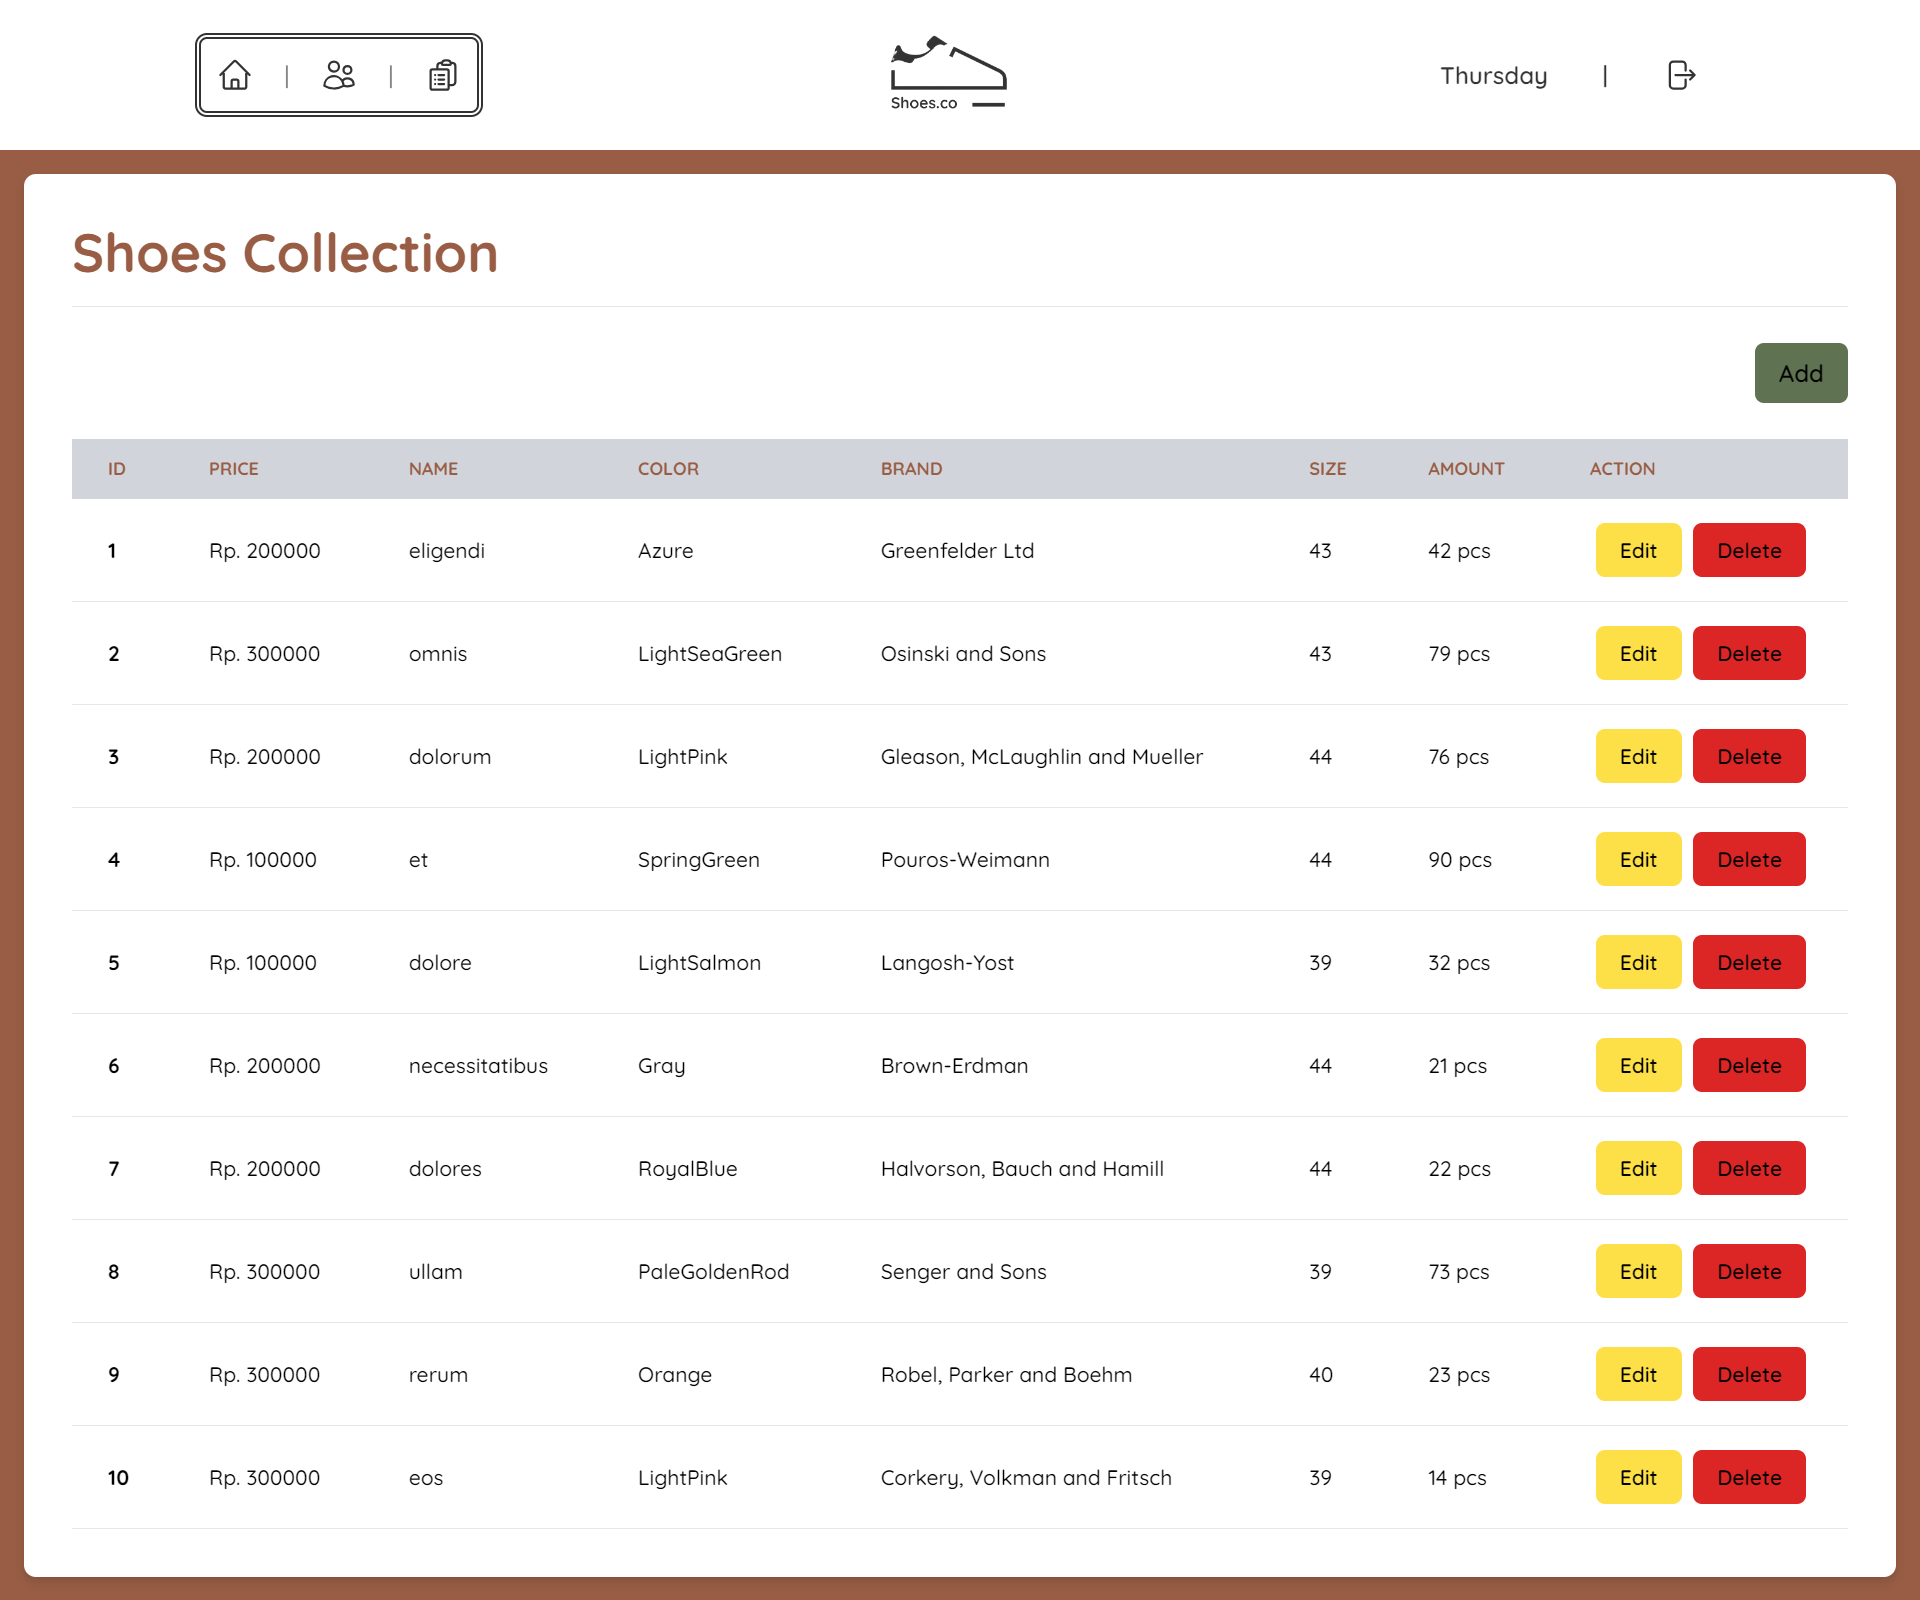 Shoes.co
Thursday |
Shoes Collection
Add
ID PRICE NAME COLOR BRAND SIZE AMOUNT ACTION
1 Rp. 200000 eligendi Azure Greenfelder Ltd 43 42 pcs Edit Delete
2 Rp. 300000 omnis LightSeaGreen Osinski and Sons 43 79 pcs Edit Delete
3 Rp. 200000 dolorum LightPink Gleason, McLaughlin and Mueller 44 76 pcs Edit Delete
4 Rp. 100000 et SpringGreen Pouros-Weimann 44 90 pcs Edit Delete
5 Rp. 100000 dolore LightSalmon Langosh-Yost 39 32 pcs Edit Delete
6 Rp. 200000 necessitatibus Gray Brown-Erdman 44 21 pcs Edit Delete
7 Rp. 200000 dolores RoyalBlue Halvorson, Bauch and Hamill 44 22 pcs Edit Delete
8 Rp. 300000 ullam PaleGoldenRod Senger and Sons 39 73 pcs Edit Delete
9 Rp. 300000 rerum Orange Robel, Parker and Boehm 40 23 pcs Edit Delete
10 Rp. 300000 eos LightPink Corkery, Volkman and Fritsch 39 14 pcs Edit Delete